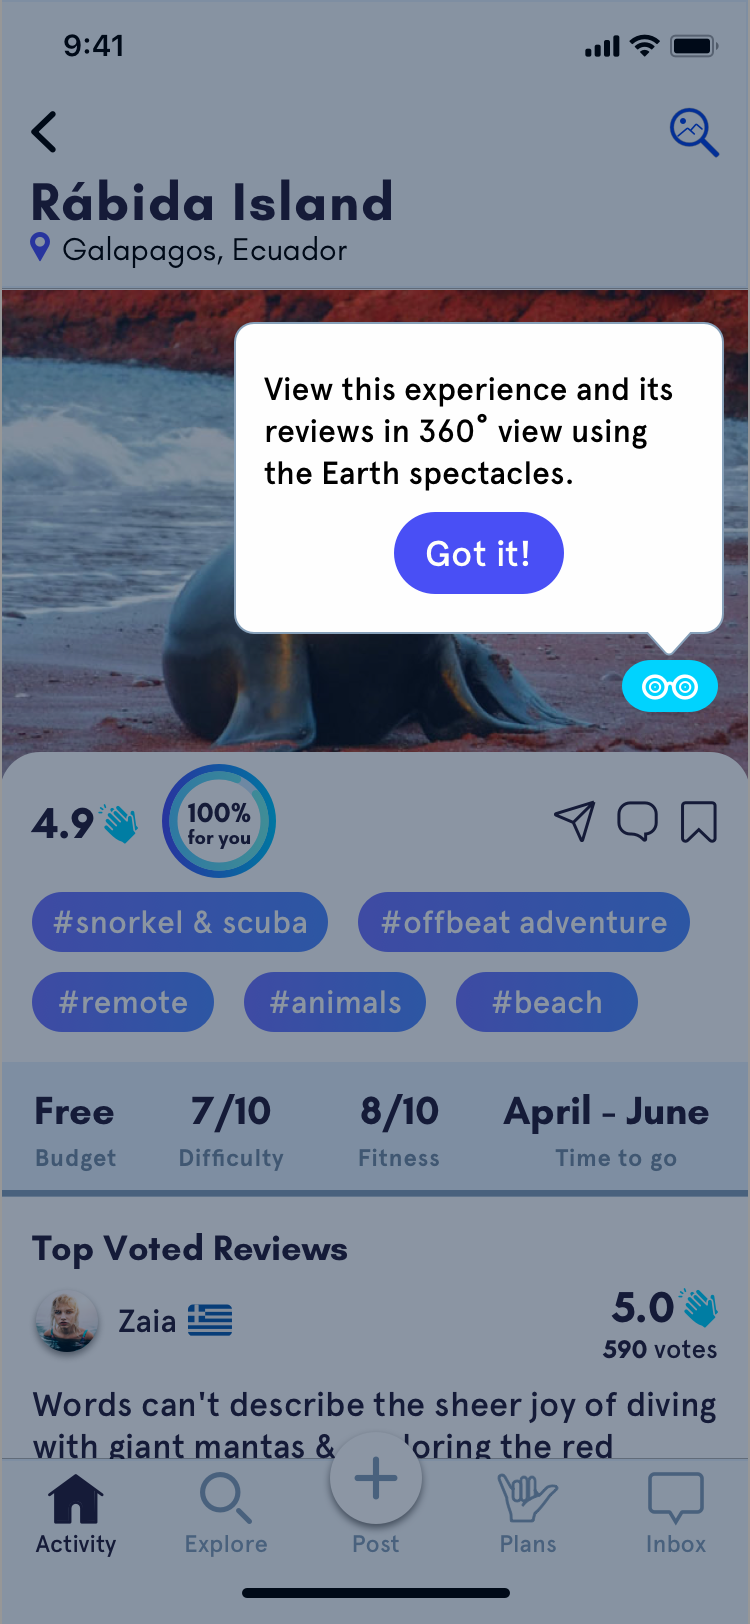 9:41
Rábida Island
Galapagos, Ecuador
View this experience and its
reviews in 360° view using
the Earth spectacles.
Got it!
4.9
100%
for you
#snorkel & scuba #offbeat adventure
#remote #animals #beach
Free 7/10 8/10 April - June
Budget Difficulty Fitness Time to go
Top Voted Reviews
Zaia 5.0
590 votes
Words can't describe the sheer joy of diving
with giant mantas & loring the red
Activity Explore Post Plans Inbox